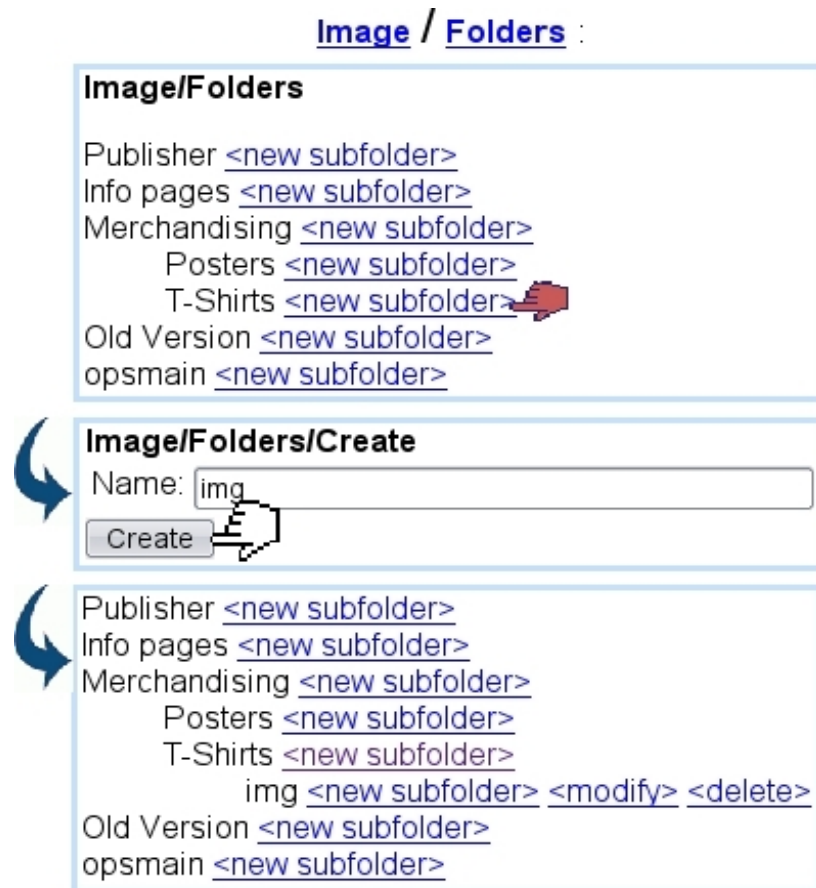 Image / Folders :
Image/Folders
Publisher <new subfolder>
Info pages <new subfolder>
Merchandising <new subfolder>
Posters <new subfolder>
T-Shirts <new subfolder>
Old Version <new subfolder>
opsmain <new subfolder>
Image/Folders/Create
Name: img
Create
Publisher <new subfolder>
Info pages <new subfolder>
Merchandising <new subfolder>
Posters <new subfolder>
T-Shirts <new subfolder>
img <new subfolder> <modify> <delete>
Old Version <new subfolder>
opsmain <new subfolder>